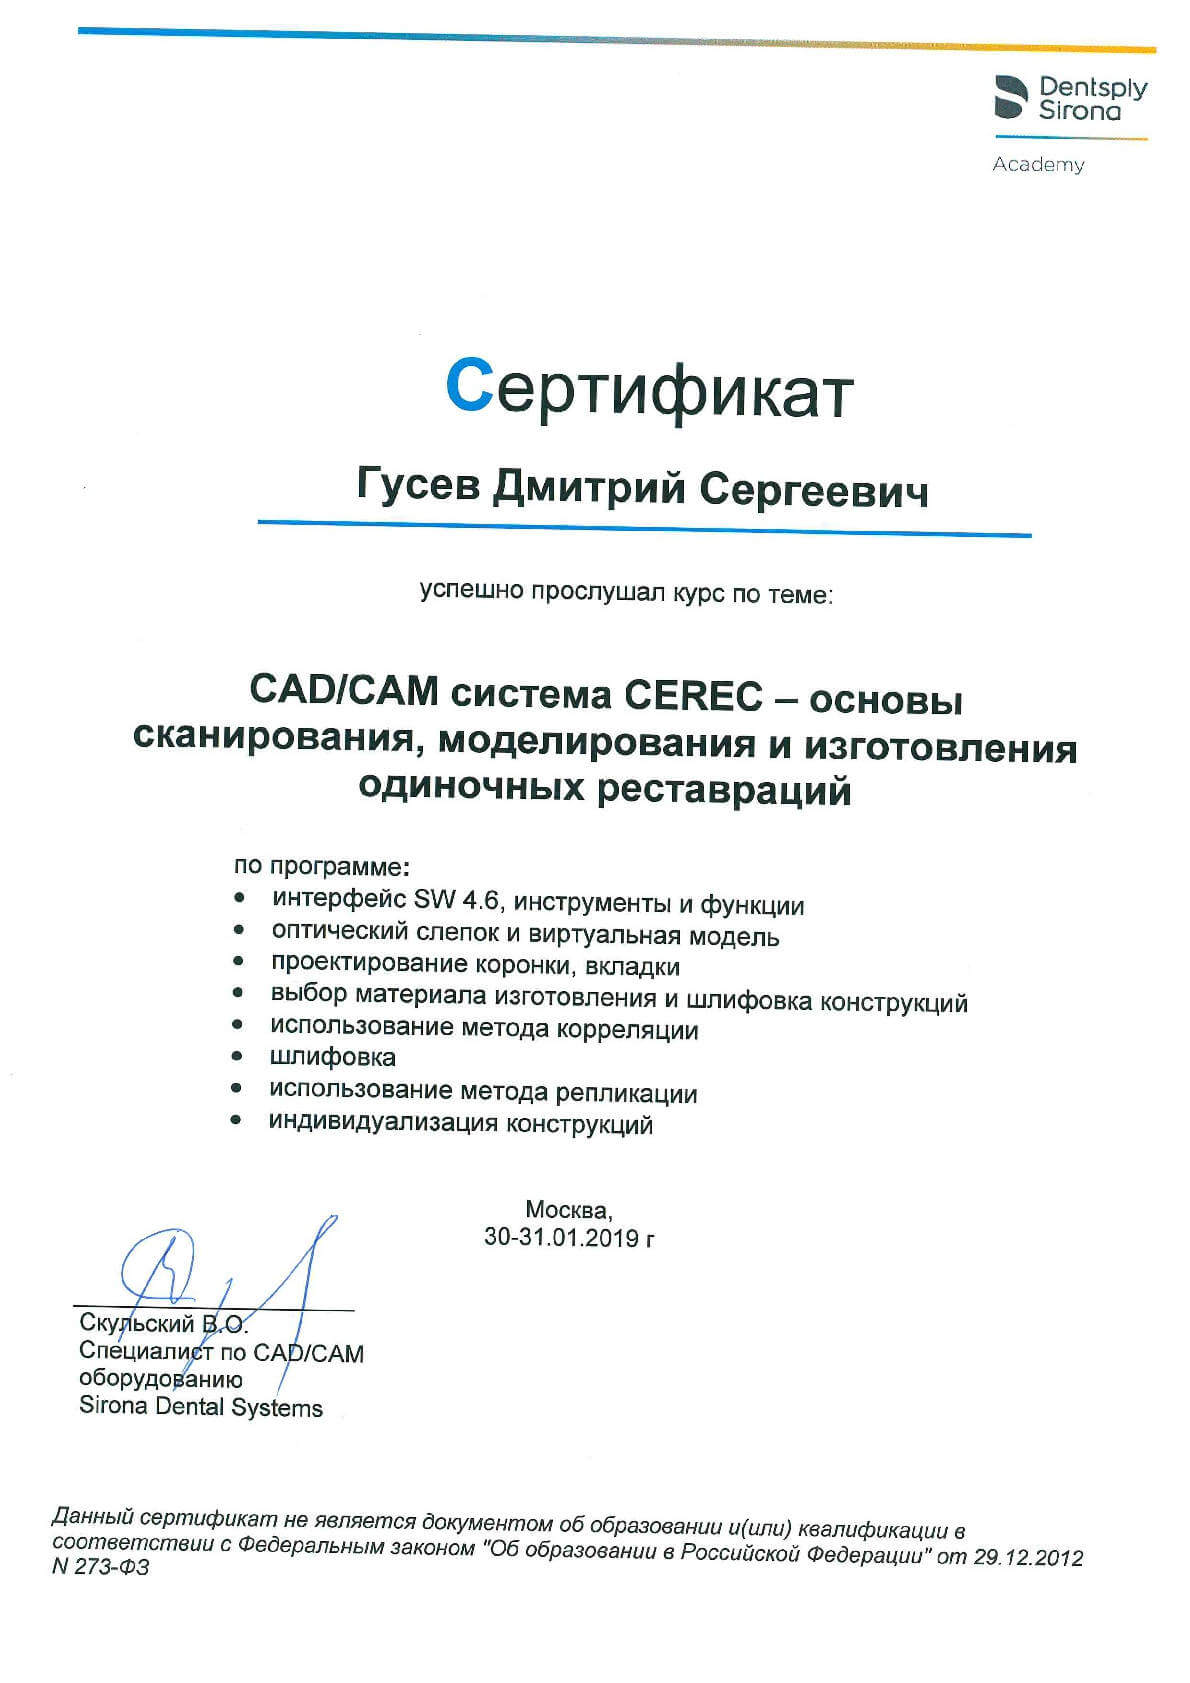 Dentsply
Sirona
Academy
Сертификат
Гусев Дмитрий Сергеевич
успешно прослушал курс по теме:
CAD/CAM система CEREC – основы
сканирования, моделирования и изготовления
одиночных реставраций
по программе:
• интерфейс SW 4.6, инструменты и функции
• оптический слепок и виртуальная модель
• проектирование коронки, вкладки
• выбор материала изготовления и шлифовка конструкций
• использование метода корреляции
• шлифовка
• использование метода репликации
• индивидуализация конструкций
Москва,
30-31.01.2019 г
Скульский В.О.
Специалист по CAD/CAM
оборудованию
Sirona Dental Systems
Данный сертификат не является документом об образовании и(или) квалификации в
соответствии с Федеральным законом "Об образовании в Российской Федерации" от 29.12.2012
N 273-ФЗ